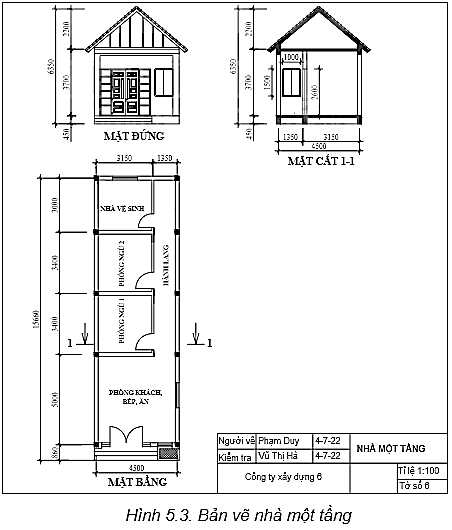 2200
6350
3700
450
MẶT ĐỨNG
2200
6350
3700
1500
450
1000
2600
1350 3150
4500
MẶT CẮT 1-1
3150 1350
NHÀ VỆ SINH
PHÒNG NGỦ 2
HÀNH LANG
PHÒNG NGỦ 1
1 1
PHÒNG KHÁCH,
BẾP, ĂN
3000
3400
15660
3400
5000
860
4500
MẶT BẰNG
Người vẽ Phạm Duy 4-7-22 NHÀ MỘT TẦNG
Kiểm tra Vũ Thị Hà 4-7-22
Công ty xây dựng 6 Tỉ lệ 1:100
Tờ số 6
Hình 5.3. Bản vẽ nhà một tầng